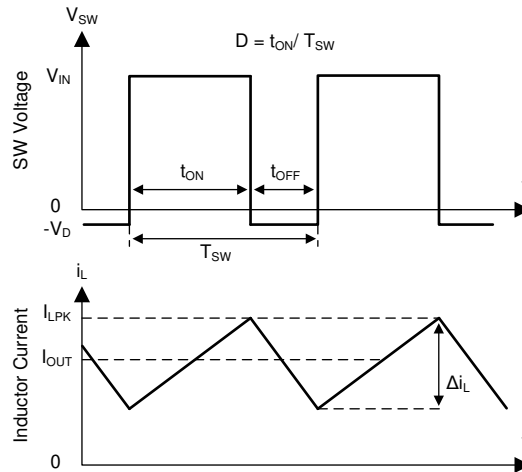 V_SW
D = t_ON/ T_SW
V_IN
SW Voltage
t_ON
t_OFF
0
-V_D
T_SW
i_L
I_LPK
I_OUT
Inductor Current
Δi_L
0